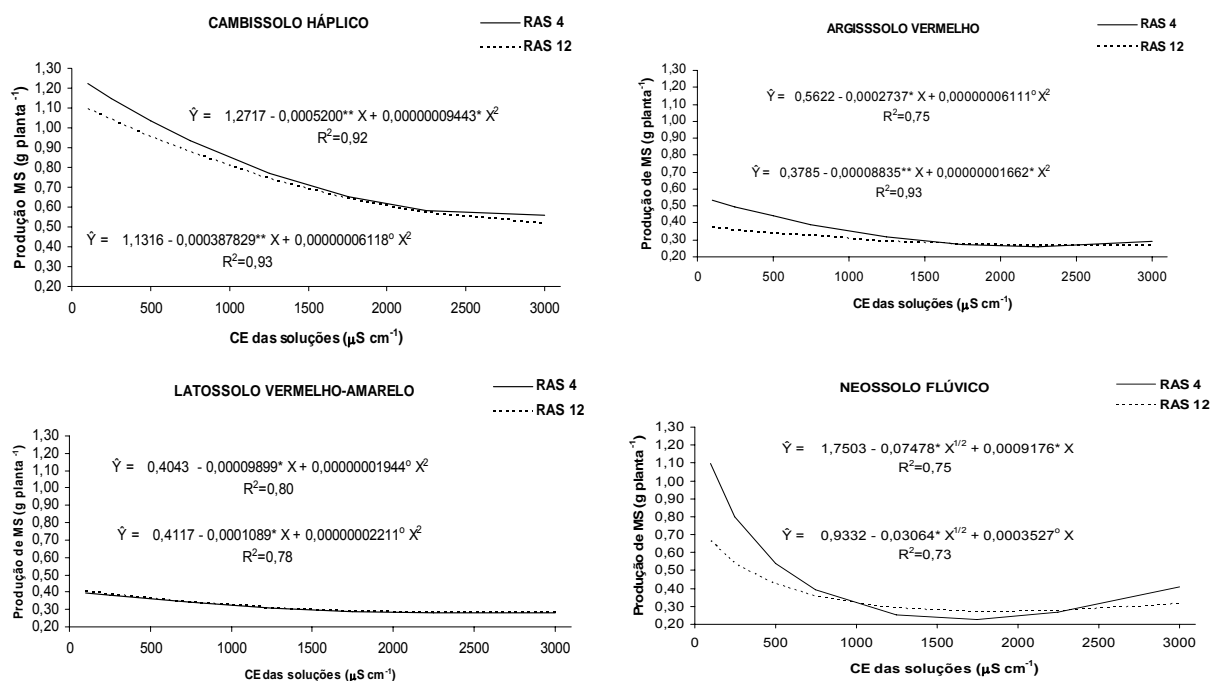 CAMBISSOLO HÁPLICO
RAS 4
RAS 12
Produção MS (g planta⁻¹)
1,30
1,20
1,10
1,00
0,90
0,80
0,70
0,60
0,50
0,40
0,30
0,20
Ŷ = 1,2717 - 0,0005200** X + 0,00000009443* X²
R²=0,92
Ŷ = 1,1316 - 0,000387829** X + 0,00000006118° X²
R²=0,93
0 500 1000 1500 2000 2500 3000
CE das soluções (µS cm⁻¹)
ARGISSSOLO VERMELHO
RAS 4
RAS 12
Produção de MS (g planta⁻¹)
1,30
1,20
1,10
1,00
0,90
0,80
0,70
0,60
0,50
0,40
0,30
0,20
Ŷ = 0,5622 - 0,0002737* X + 0,00000006111° X²
R²=0,75
Ŷ = 0,3785 - 0,00008835** X + 0,00000001662* X²
R²=0,93
0 500 1000 1500 2000 2500 3000
CE das soluções (µS cm⁻¹)
LATOSSOLO VERMELHO-AMARELO
RAS 4
RAS 12
Produção de MS (g planta⁻¹)
1,30
1,20
1,10
1,00
0,90
0,80
0,70
0,60
0,50
0,40
0,30
0,20
Ŷ = 0,4043 - 0,00009899* X + 0,00000001944° X²
R²=0,80
Ŷ = 0,4117 - 0,0001089* X + 0,00000002211° X²
R²=0,78
0 500 1000 1500 2000 2500 3000
CE das soluções (µS cm⁻¹)
NEOSSOLO FLÚVICO
RAS 4
RAS 12
Produção de MS (g planta⁻¹)
1,30
1,20
1,10
1,00
0,90
0,80
0,70
0,60
0,50
0,40
0,30
0,20
Ŷ = 1,7503 - 0,07478* X¹ᐟ² + 0,0009176* X
R²=0,75
Ŷ = 0,9332 - 0,03064* X¹ᐟ² + 0,0003527° X
R²=0,73
0 500 1000 1500 2000 2500 3000
CE das soluções (µS cm⁻¹)